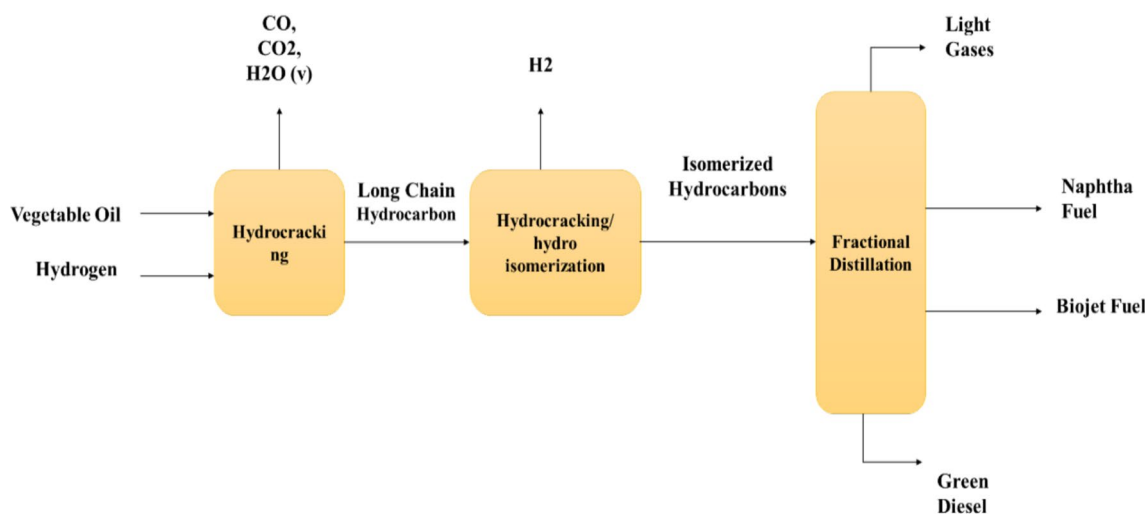 CO,
CO2,
H2O (v)
H2
Light
Gases
Vegetable Oil
Hydrogen
Hydrocracki
ng
Long Chain
Hydrocarbon
Hydrocracking/
hydro
isomerization
Isomerized
Hydrocarbons
Fractional
Distillation
Naphtha
Fuel
Biojet Fuel
Green
Diesel